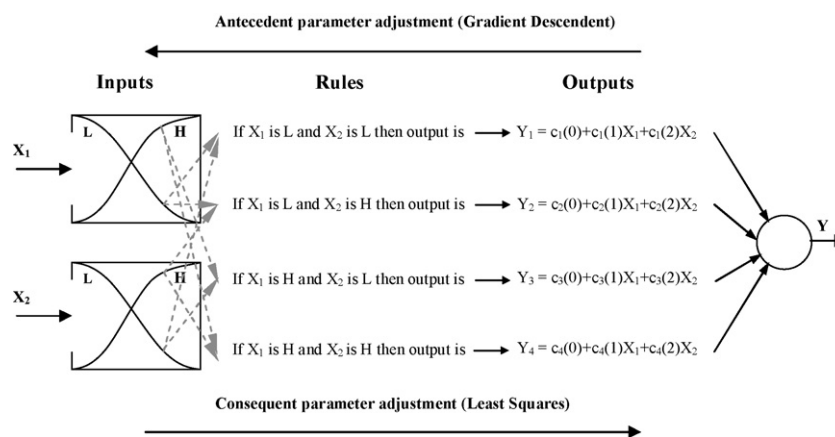 Antecedent parameter adjustment (Gradient Descendent)
Inputs Rules Outputs
L H
X₁
If X₁ is L and X₂ is L then output is Y₁ = c₁(0)+c₁(1)X₁+c₁(2)X₂
If X₁ is L and X₂ is H then output is Y₂ = c₂(0)+c₂(1)X₁+c₂(2)X₂
Y
L H
X₂
If X₁ is H and X₂ is L then output is Y₃ = c₃(0)+c₃(1)X₁+c₃(2)X₂
If X₁ is H and X₂ is H then output is Y₄ = c₄(0)+c₄(1)X₁+c₄(2)X₂
Consequent parameter adjustment (Least Squares)